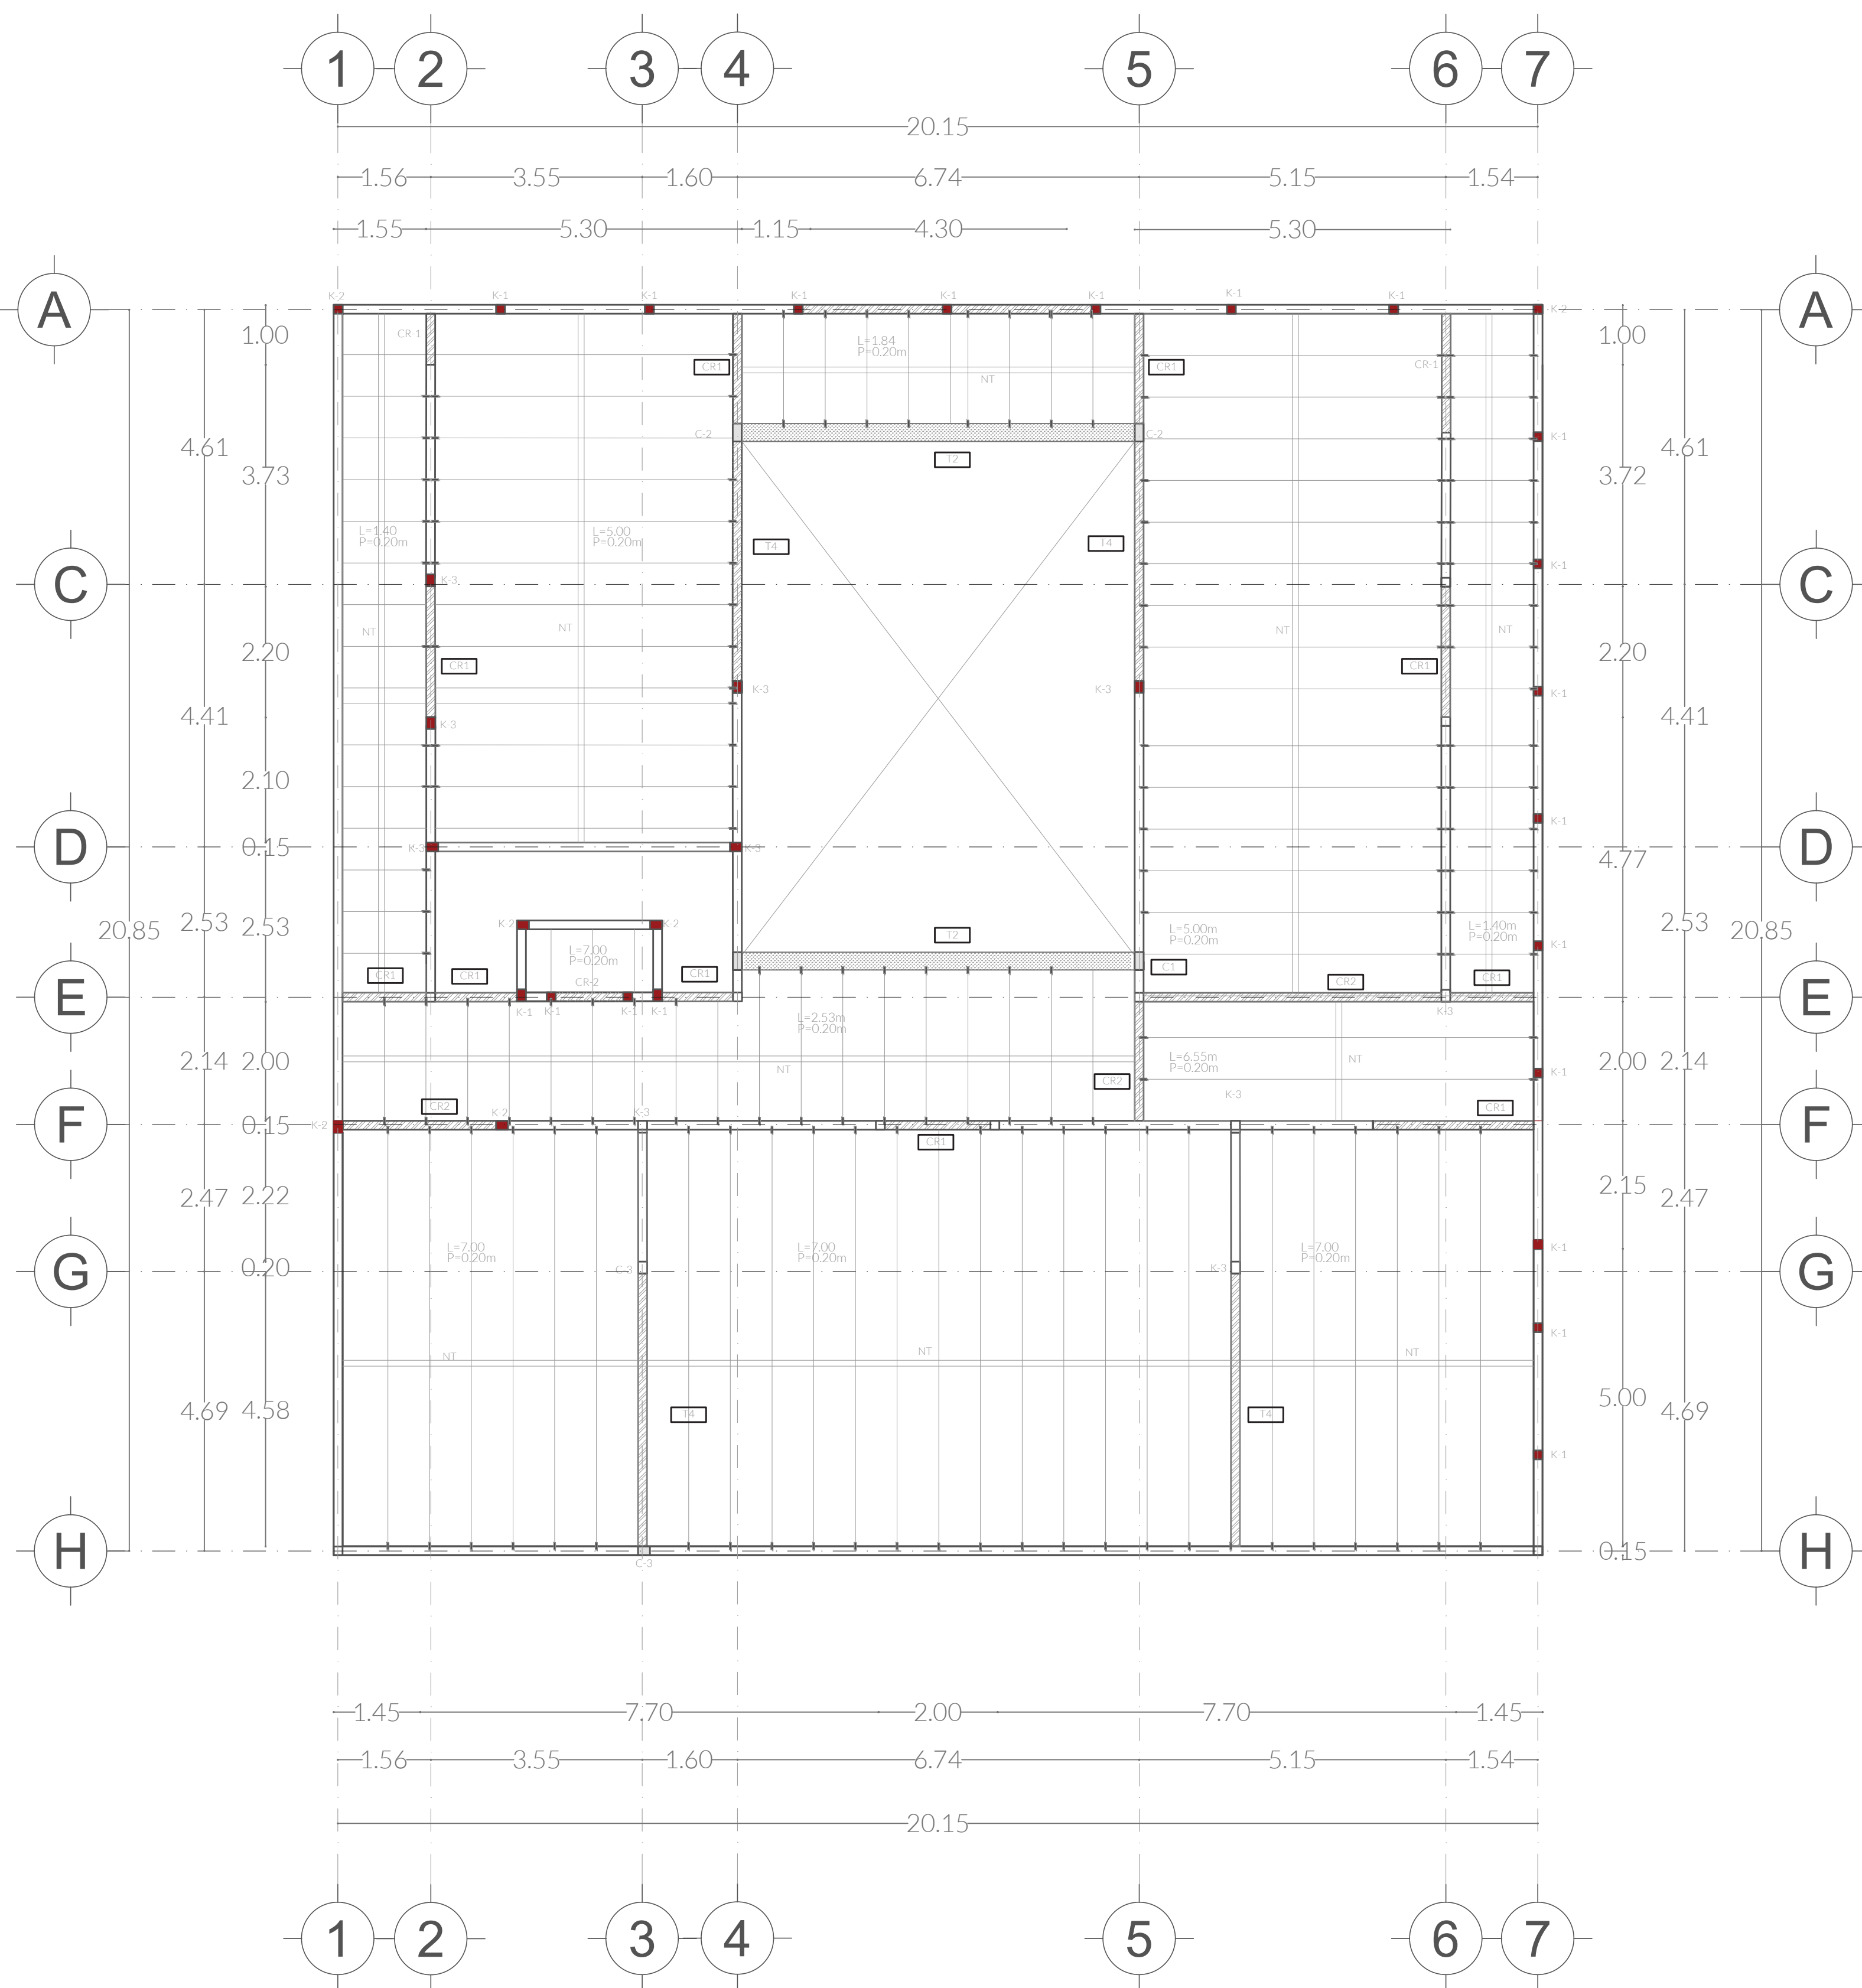 1 2 3 4 5 6 7
20.15
1.56 3.55 1.60 6.74 5.15 1.54
1.55 5.30 1.15 4.30 5.30
K-2 K-1 K-1 K-1 K-1 K-1 K-1 K-1 K-2
A A
1.00 CR-1 CR-1 1.00
L=1.84
P=0.20m
CR1 CR1
NT
C-2 C-2 K-1
4.61 4.61
T2
3.73 3.72
L=1.40 L=5.00
P=0.20m P=0.20m
T4 T4
K-1
C K-3 C
NT NT NT NT
2.20 2.20
CR1 CR1
K-3 K-3 K-1
4.41 K-3 4.41
2.10
K-1
D 0.15 K-3 K-3 D
4.77
2.53 2.53 K-2 K-2 2.53
20.85 20.85
L=5.00m L=1.40m
P=0.20m P=0.20m
T2
K-1
L=7.00
P=0.20m
CR1 CR1 CR1 C1 CR1
CR-2 CR2
E E
K-1 K-1 K-1 K-1 K-3
L=2.53m
P=0.20m
L=6.55m
P=0.20m
2.14 2.00 NT NT 2.00 2.14
K-1
CR2 K-3
CR2 CR1
K-2 K-3
F 0.15 K-2 F
CR1
2.47 2.22 2.15 2.47
L=7.00 L=7.00 L=7.00
P=0.20m P=0.20m P=0.20m
K-1
G 0.20 C-3 K-3 G
K-1
NT NT NT
5.00
4.69 4.58 T4 T4 4.69
K-1
H 0.15 H
C-3
1.45 7.70 2.00 7.70 1.45
1.56 3.55 1.60 6.74 5.15 1.54
20.15
1 2 3 4 5 6 7